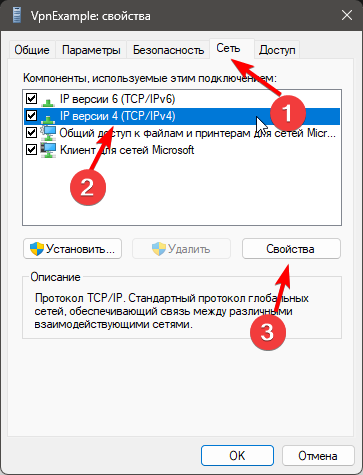 VpnExample: свойства
Общие Параметры Безопасность Сеть Доступ
Компоненты, используемые этим подключением:
IP версии 6 (TCP/IPv6)
IP версии 4 (TCP/IPv4)
1
Общий доступ к файлам и принтерам для сетей Micr...
Клиент для сетей Microsoft
2
Установить... Удалить Свойства
Описание
Протокол TCP/IP. Стандартный протокол глобальных
сетей, обеспечивающий связь между различными
взаимодействующими сетями.
3
OK Отмена